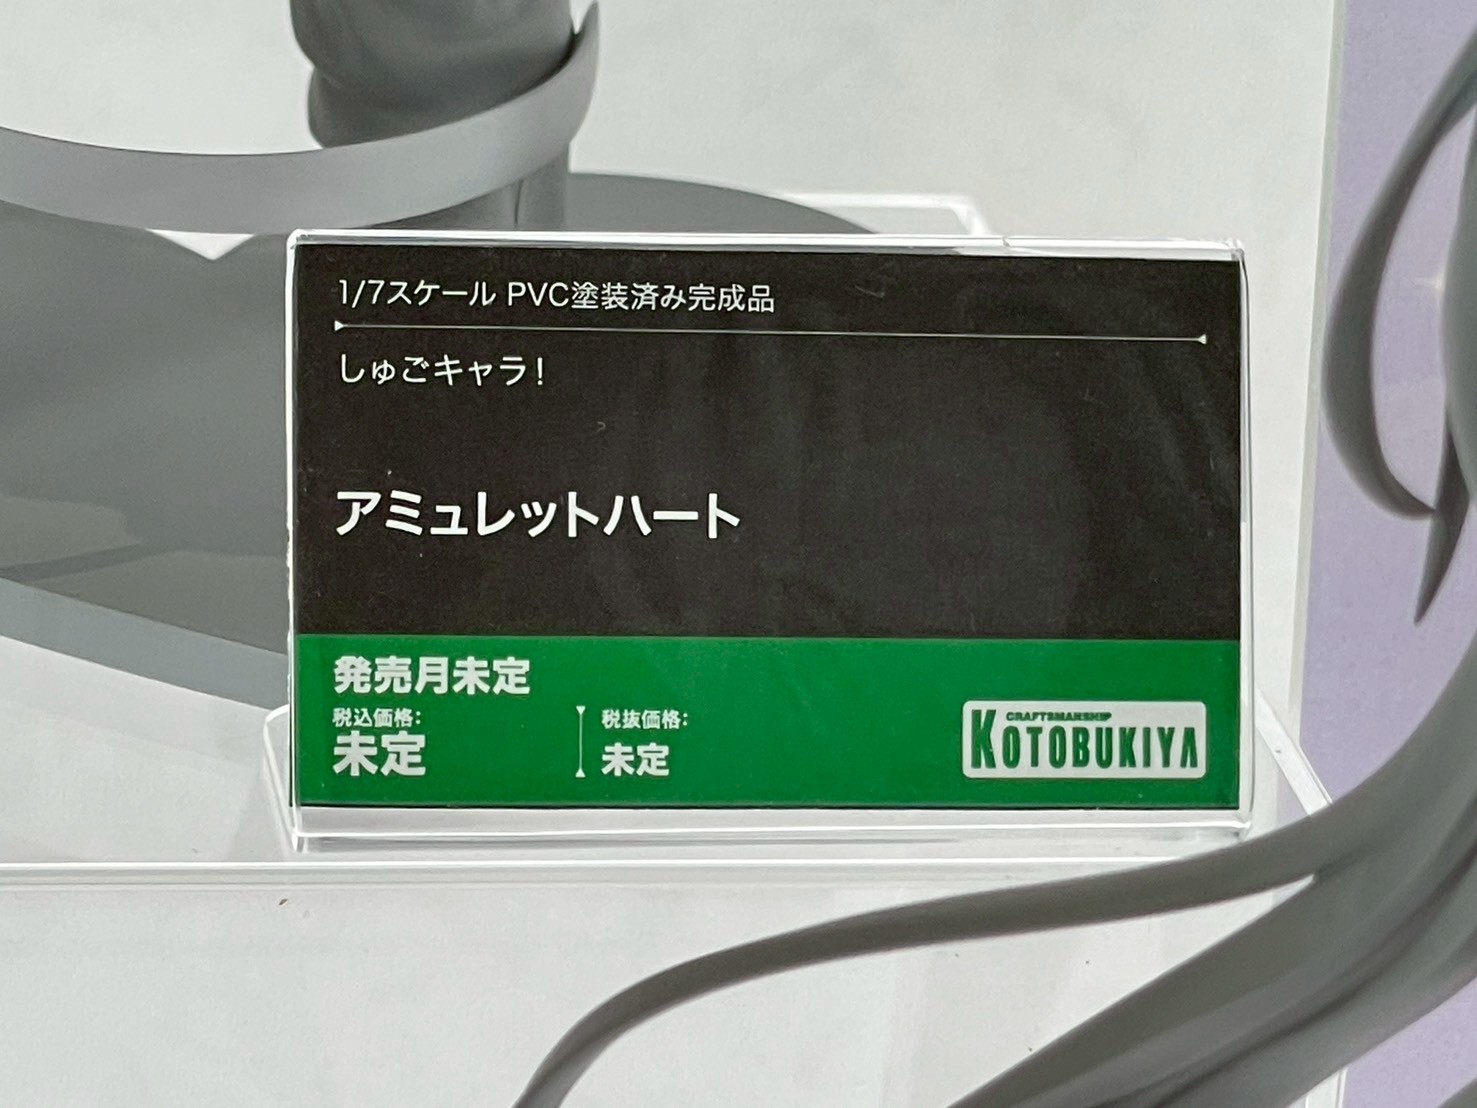 1/7スケール PVC塗装済み完成品
しゅごキャラ！
アミュレットハート
発売月未定
税込価格：
未定
税抜価格：
未定
CRAFTSMANSHIP
KOTOBUKIYA